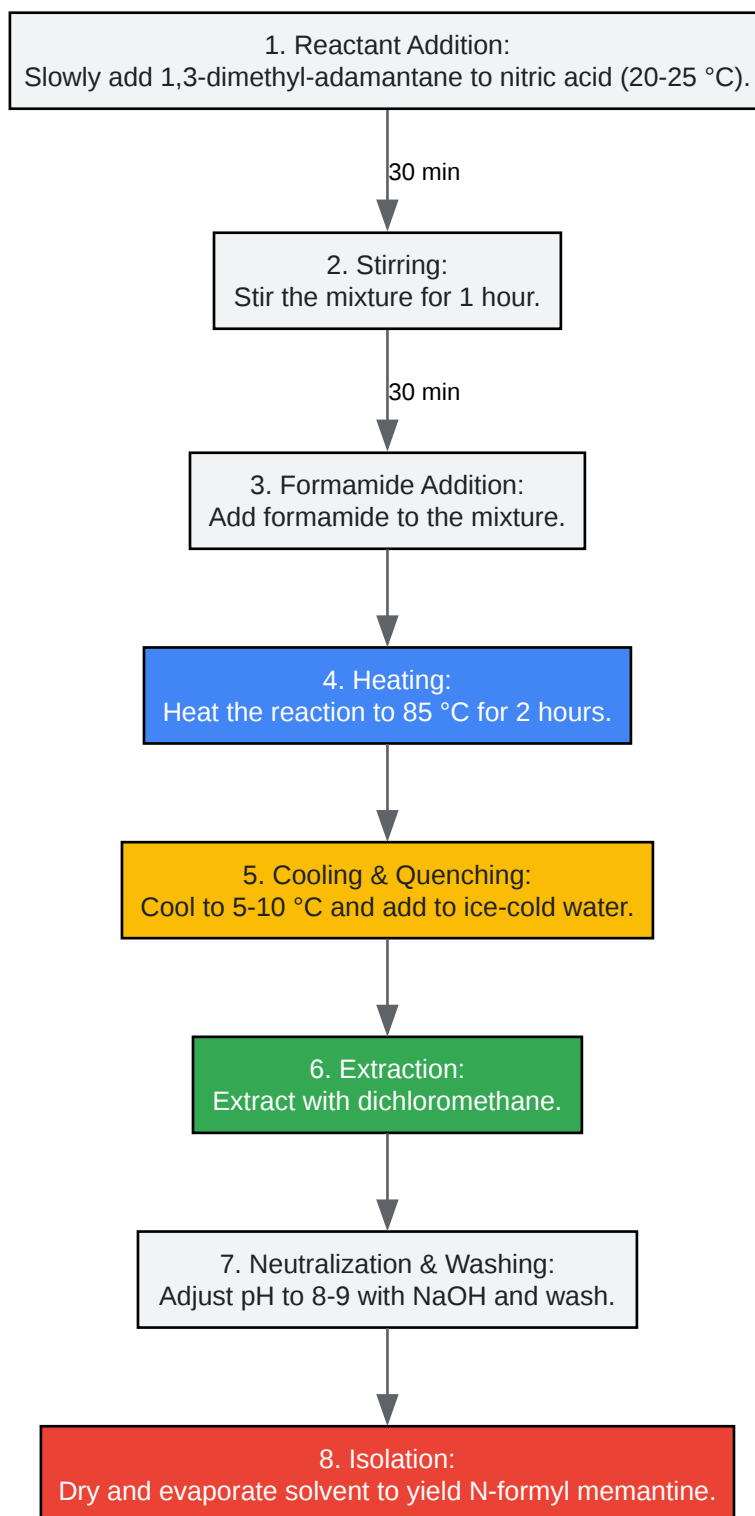 1. Reactant Addition:
Slowly add 1,3-dimethyl-adamantane to nitric acid (20-25 °C).
30 min
2. Stirring:
Stir the mixture for 1 hour.
30 min
3. Formamide Addition:
Add formamide to the mixture.
4. Heating:
Heat the reaction to 85 °C for 2 hours.
5. Cooling & Quenching:
Cool to 5-10 °C and add to ice-cold water.
6. Extraction:
Extract with dichloromethane.
7. Neutralization & Washing:
Adjust pH to 8-9 with NaOH and wash.
8. Isolation:
Dry and evaporate solvent to yield N-formyl memantine.